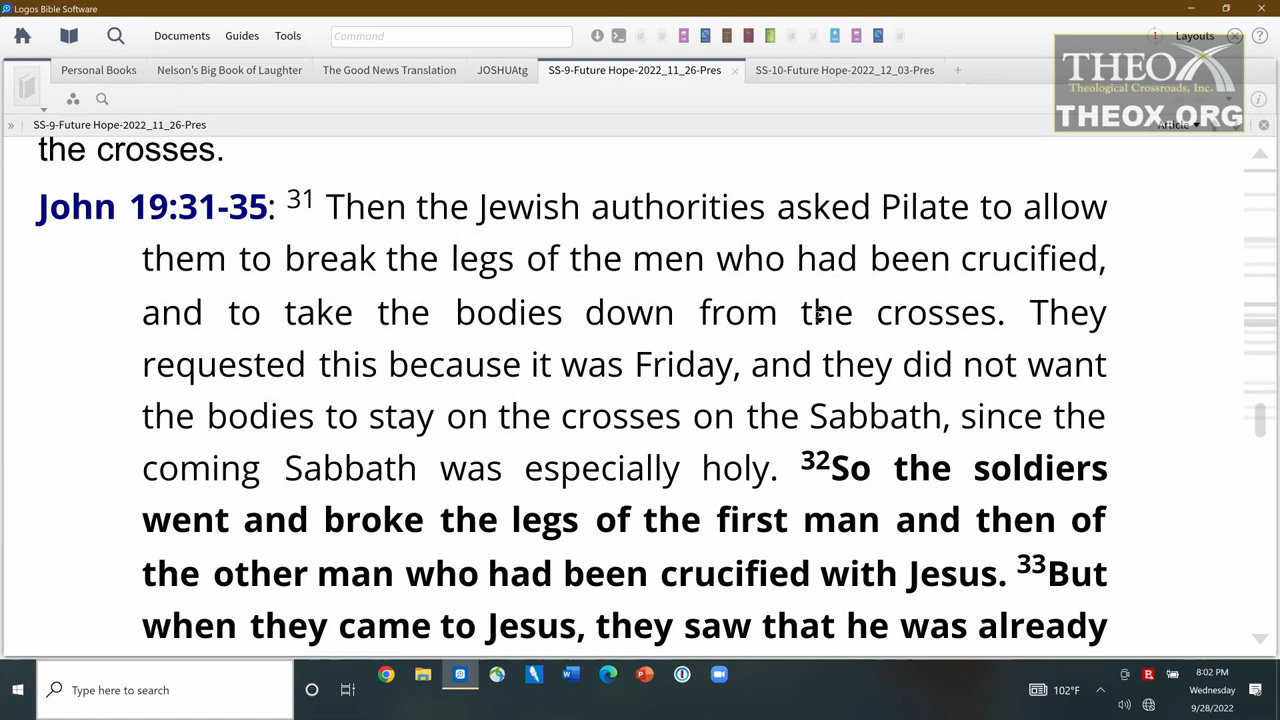 Logos Bible Software
Documents Guides Tools Command Layouts
Personal Books Nelson's Big Book of Laughter The Good News Translation JOSHUAtg SS-9-Future Hope-2022_11_26-Pres SS-10-Future Hope-2022_12_03-Pres
THEOX
Theological Crossroads, Inc.
THEOX.ORG
SS-9-Future Hope-2022_11_26-Pres Article
the crosses.
John 19:31-35: 31 Then the Jewish authorities asked Pilate to allow
them to break the legs of the men who had been crucified,
and to take the bodies down from the crosses. They
requested this because it was Friday, and they did not want
the bodies to stay on the crosses on the Sabbath, since the
coming Sabbath was especially holy. 32So the soldiers
went and broke the legs of the first man and then of
the other man who had been crucified with Jesus. 33But
when they came to Jesus, they saw that he was already
Type here to search
102°F
8:02 PM
Wednesday
9/28/2022